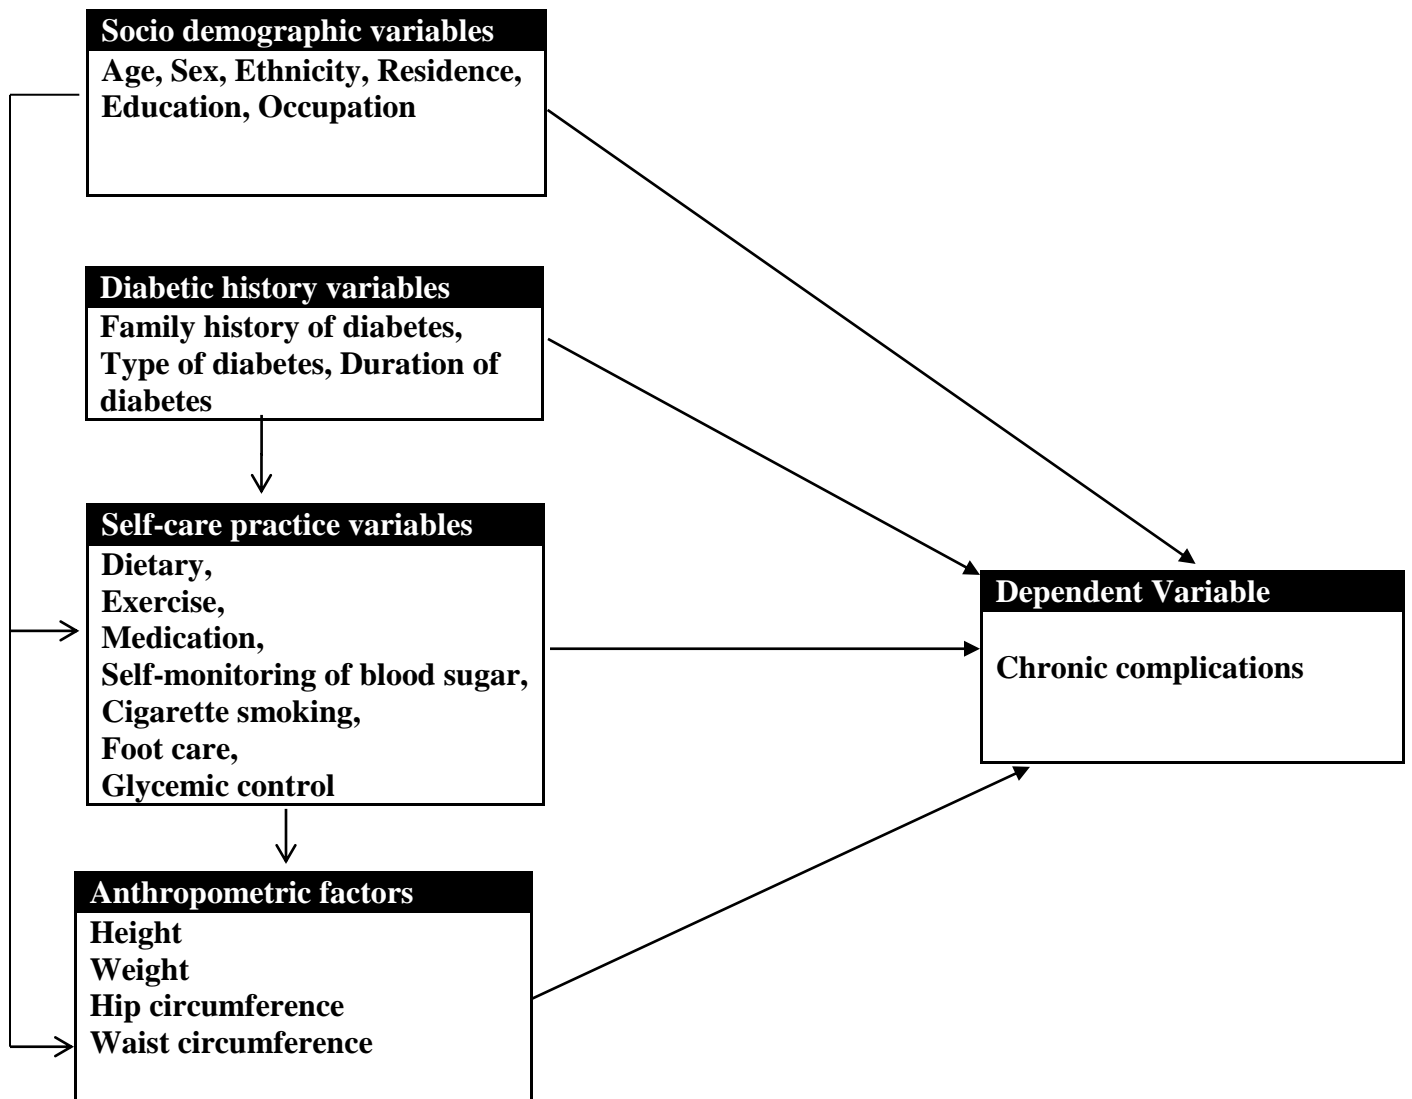 Socio demographic variables
Age, Sex, Ethnicity, Residence,
Education, Occupation
Diabetic history variables
Family history of diabetes,
Type of diabetes, Duration of
diabetes
Self-care practice variables
Dietary,
Exercise,
Medication,
Self-monitoring of blood sugar,
Cigarette smoking,
Foot care,
Glycemic control
Anthropometric factors
Height
Weight
Hip circumference
Waist circumference
Dependent Variable
Chronic complications